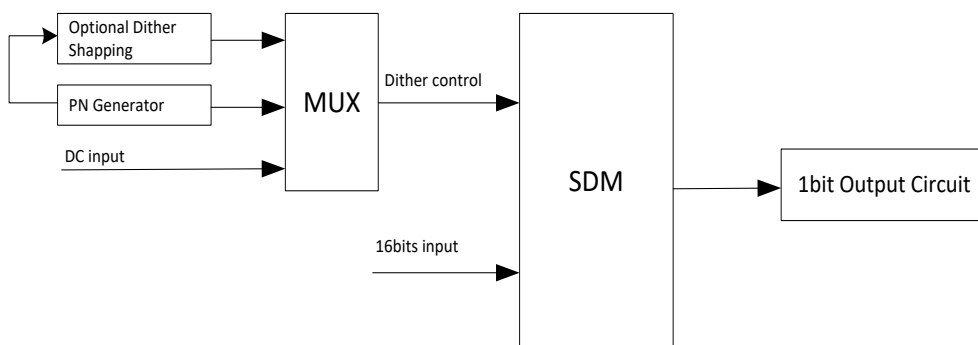 Optional Dither
Shapping
PN Generator
DC input
MUX
Dither control
16bits input
SDM
1bit Output Circuit